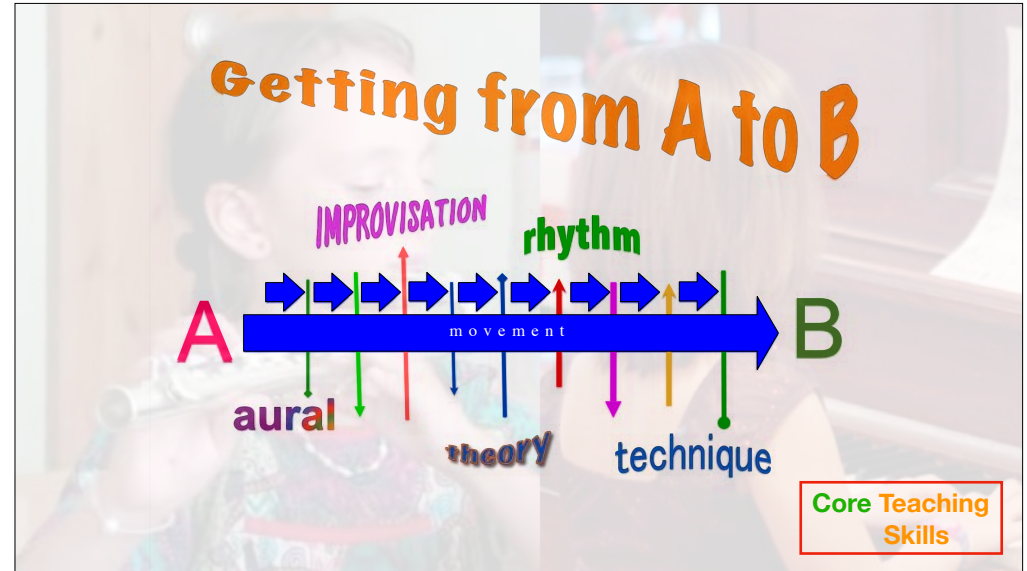 Getting from A to B
IMPROVISATION
rhythm
A
movement
B
aural
theory
technique
Core Teaching
Skills